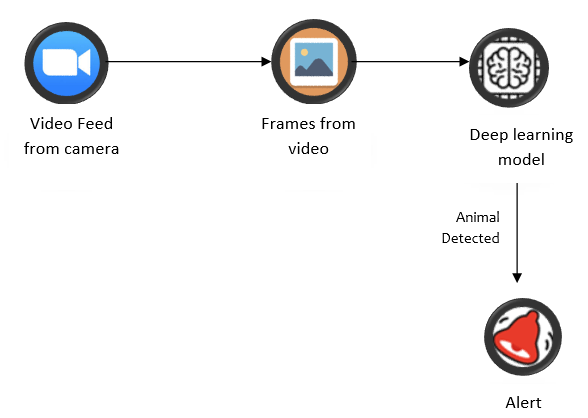 Video Feed
from camera
Frames from
video
Deep learning
model
Animal
Detected
Alert